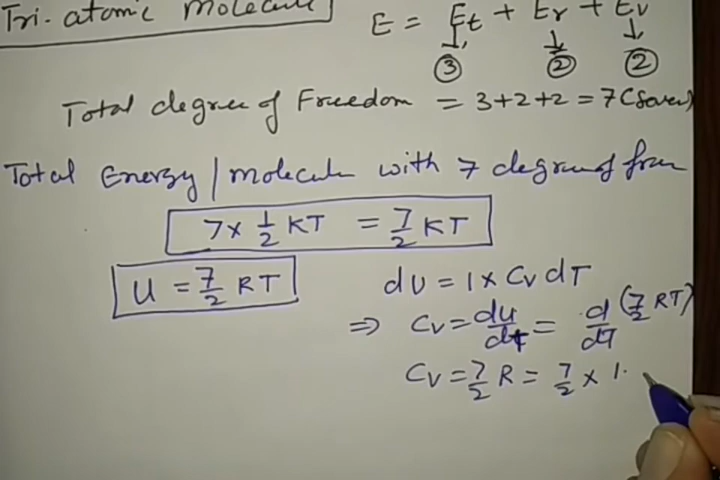 Tri-atomic Molecule
E = Et + Er + Ev
③ ② ②
Total degree of Freedom = 3+2+2 = 7 (Seven)
Total Energy / molecule with 7 degree of free
7 × 1/2 KT = 7/2 KT
U = 7/2 RT
dU = 1 × Cv dT
⇒ Cv = du/dT = d/dT (7/2 RT)
Cv = 7/2 R = 7/2 × 1.